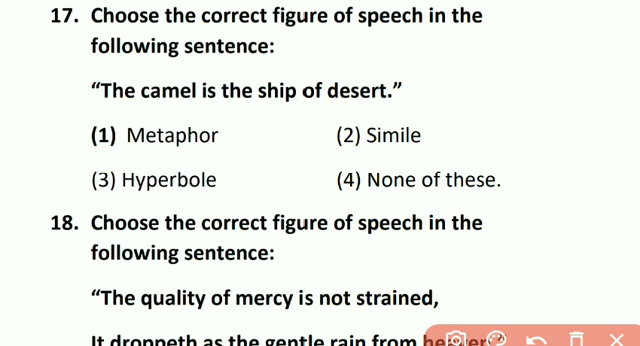 17. Choose the correct figure of speech in the
following sentence:
“The camel is the ship of desert.”
(1) Metaphor (2) Simile
(3) Hyperbole (4) None of these.
18. Choose the correct figure of speech in the
following sentence:
“The quality of mercy is not strained,
It droppeth as the gentle rain from